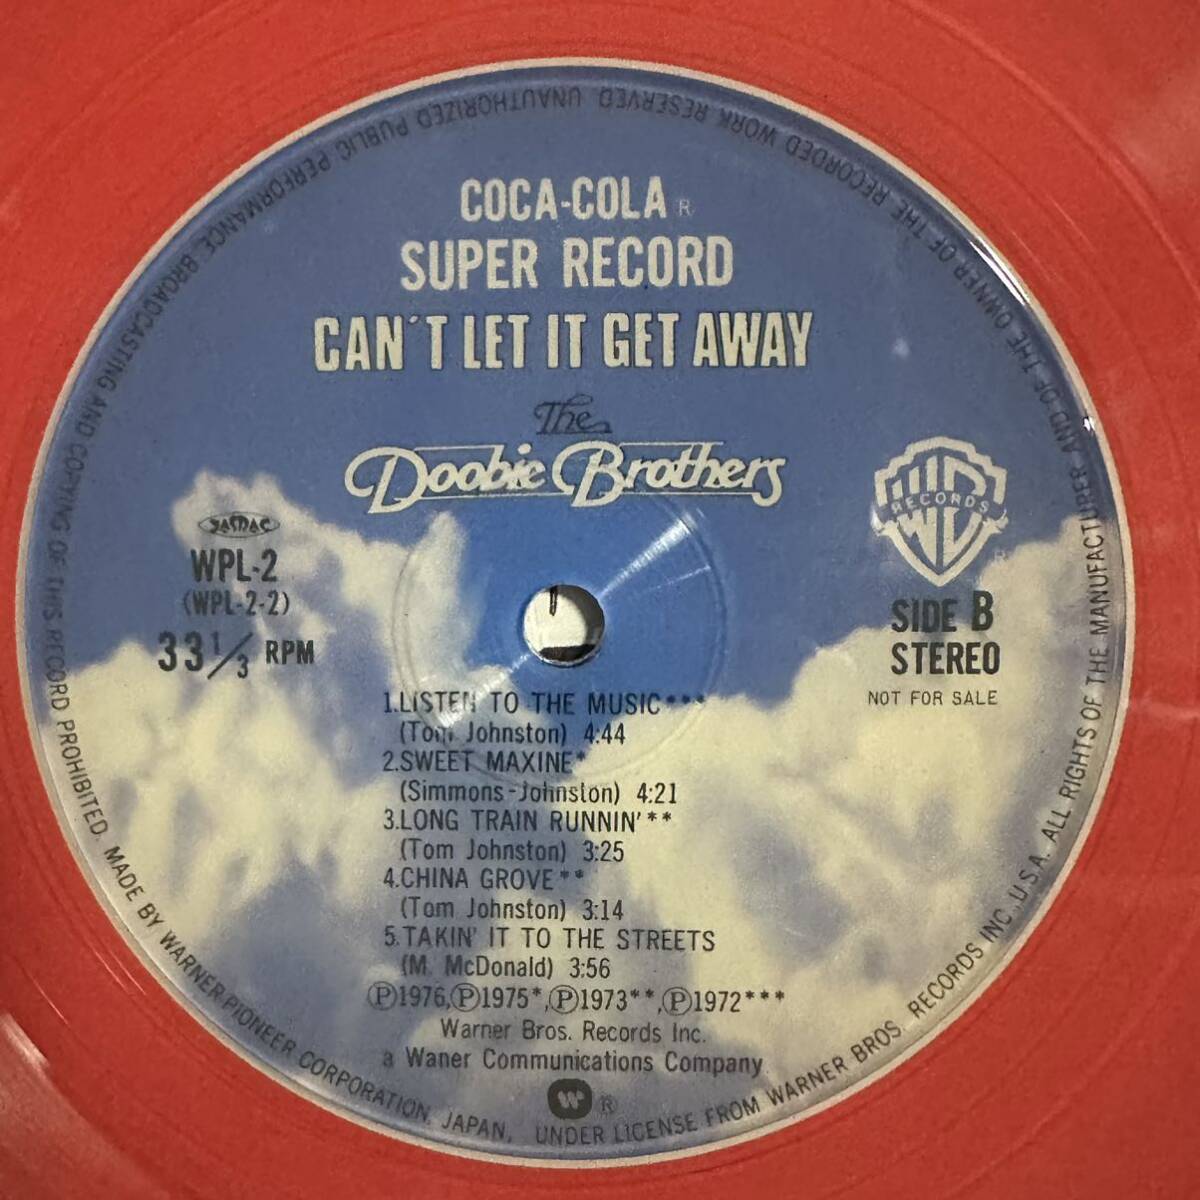 COCA-COLA R
SUPER RECORD
CAN'T LET IT GET AWAY
The
Doobie Brothers
JASRAC
WPL-2
(WPL-2-2)
33 1/3 RPM
W RECORDS
R
SIDE B
STEREO
NOT FOR SALE
1.LISTEN TO THE MUSIC***
(Tom Johnston) 4:44
2.SWEET MAXINE*
(Simmons-Johnston) 4:21
3.LONG TRAIN RUNNIN'**
(Tom Johnston) 3:25
4.CHINA GROVE**
(Tom Johnston) 3:14
5.TAKIN' IT TO THE STREETS
(M. McDonald) 3:56
Ⓟ1976,Ⓟ1975*,Ⓟ1973**,Ⓟ1972***
Warner Bros. Records Inc.
a Waner Communications Company
W ®
MADE BY WARNER-PIONEER CORPORATION, JAPAN, UNDER LICENSE FROM WARNER BROS. RECORDS INC., U.S.A. ALL RIGHTS OF THE MANUFACTURER AND OF THE OWNER OF THE RECORDED WORK RESERVED UNAUTHORIZED PUBLIC PERFORMANCE BROADCASTING AND COPYING OF THIS RECORD PROHIBITED.